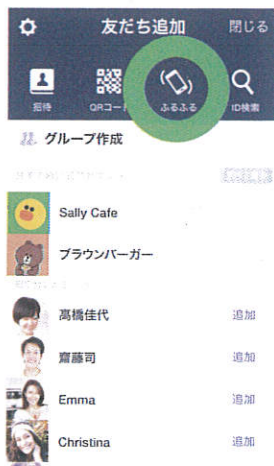 友だち追加
閉じる
招待
QRコード
ふるふる
ID検索
グループ作成
Sally Cafe
ブラウンバーガー
高橋佳代
追加
齋藤司
追加
Emma
追加
Christina
追加